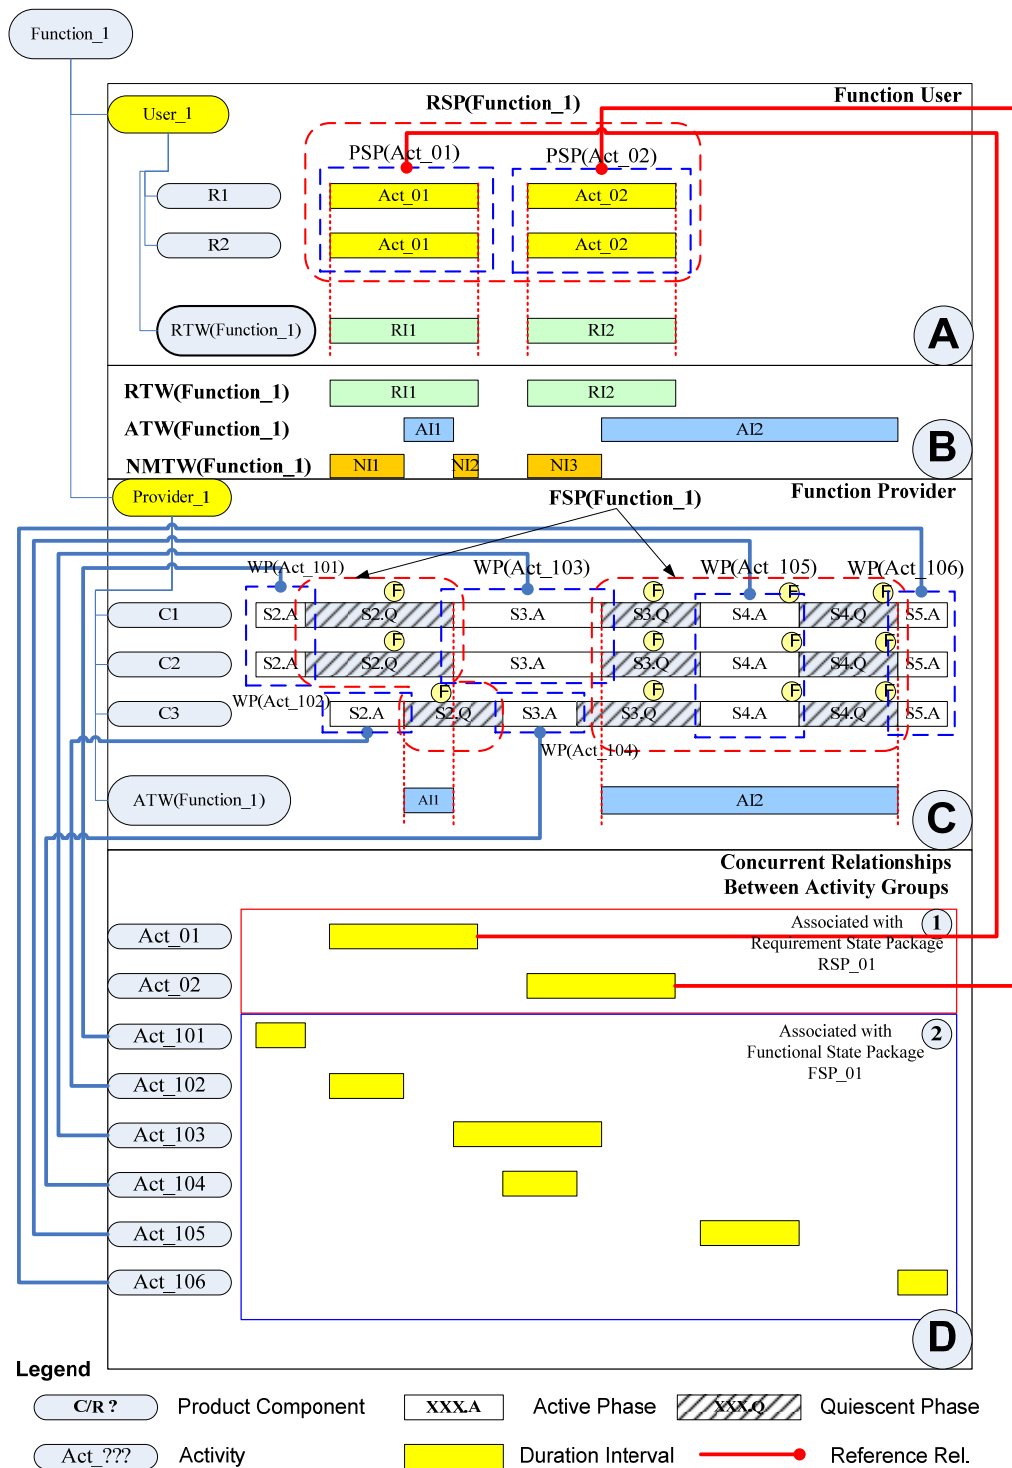 Function_1
Function User
User_1
RSP(Function_1)
PSP(Act_01)
PSP(Act_02)
R1
Act_01
Act_02
R2
Act_01
Act_02
RTW(Function_1)
RI1
RI2
A
RTW(Function_1)
RI1
RI2
ATW(Function_1)
AI1
AI2
B
NMTW(Function_1)
NI1
NI2
NI3
Provider_1
FSP(Function_1)
Function Provider
WP(Act_101)
WP(Act_103)
WP(Act_105)
WP(Act_106)
F
F
F
F
C1
S2.A
S2.Q
S3.A
S3.Q
S4.A
S4.Q
S5.A
F
F
F
F
C2
S2.A
S2.Q
S3.A
S3.Q
S4.A
S4.Q
S5.A
WP(Act_102)
F
F
F
F
C3
S2.A
S2.Q
S3.A
S3.Q
S4.A
S4.Q
S5.A
WP(Act_104)
ATW(Function_1)
AI1
AI2
C
Concurrent Relationships
Between Activity Groups
Act_01
Associated with
Requirement State Package
RSP_01
1
Act_02
Act_101
Associated with
Functional State Package
FSP_01
2
Act_102
Act_103
Act_104
Act_105
Act_106
D
Legend
C/R ?
Product Component
XXX.A
Active Phase
XXX.Q
Quiescent Phase
Act_???
Activity
Duration Interval
Reference Rel.